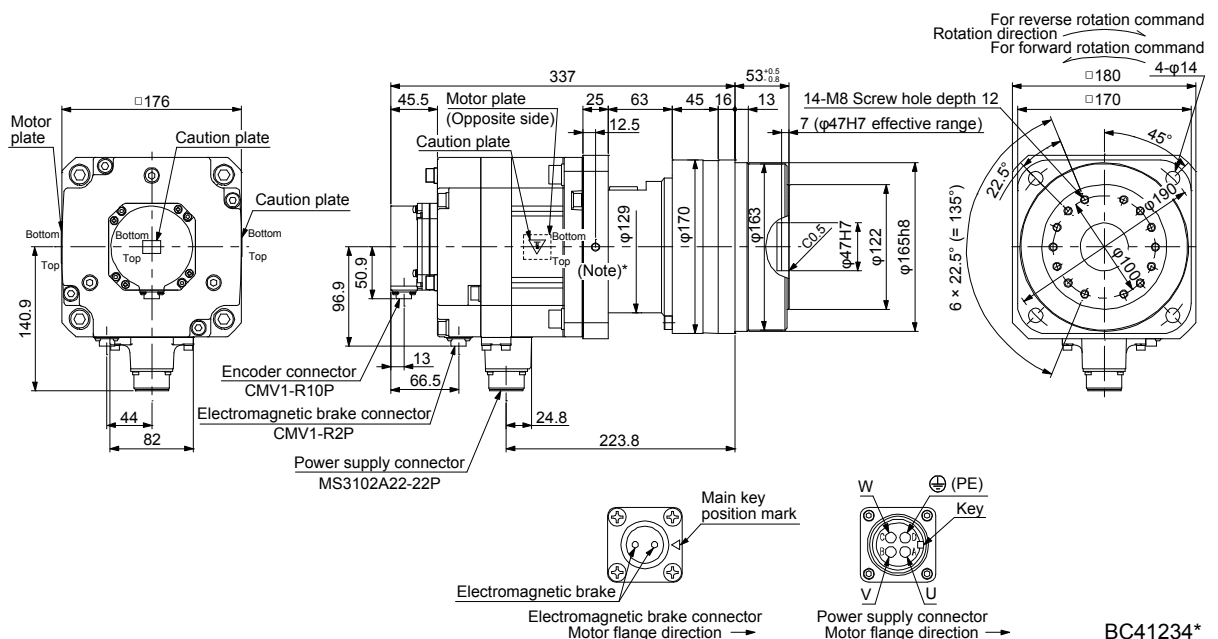 For reverse rotation command
Rotation direction
For forward rotation command
□176
Motor plate
Caution plate
Caution plate
Bottom
Top
Bottom
Top
Bottom
Top
140.9
44
82
337
53 +0.5 -0.8
45.5
Motor plate
(Opposite side)
Caution plate
25
63
45
16
13
12.5
7 (φ47H7 effective range)
Bottom
Top
(Note)*
φ129
φ170
φ163
C0.5
φ47H7
φ122
φ165h8
50.9
96.9
13
66.5
24.8
223.8
Encoder connector
CMV1-R10P
Electromagnetic brake connector
CMV1-R2P
Power supply connector
MS3102A22-22P
4-φ14
□180
□170
14-M8 Screw hole depth 12
45°
22.5°
φ190
φ100
6 × 22.5° (= 135°)
Main key
position mark
Electromagnetic brake
Electromagnetic brake connector
Motor flange direction →
W
(PE)
Key
C
D
B
A
V
U
Power supply connector
Motor flange direction →
BC41234*